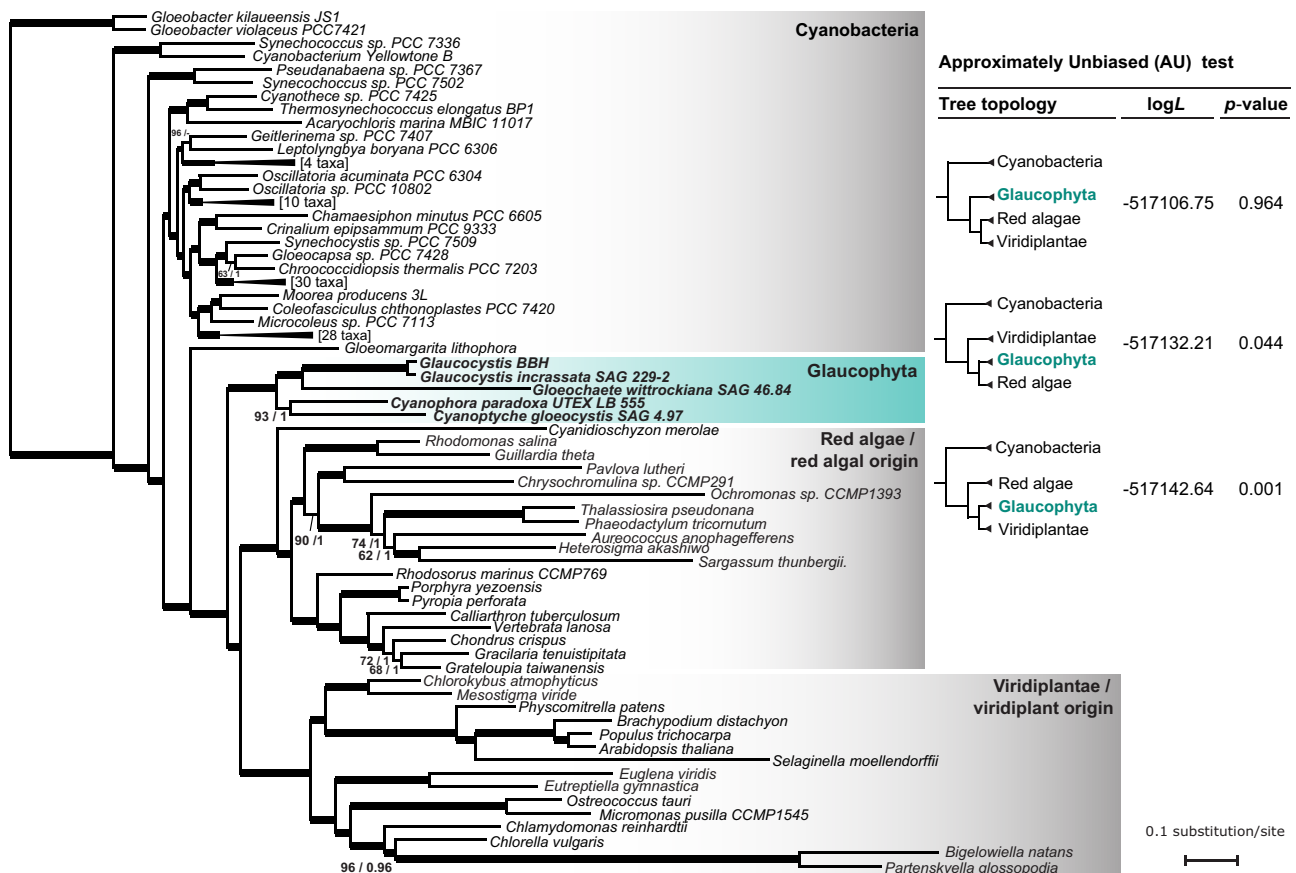 Gloeobacter kilaueensis JS1
Gloeobacter violaceus PCC7421
Cyanobacteria
Synechococcus sp. PCC 7336
Cyanobacterium Yellowtone B
Pseudanabaena sp. PCC 7367
Synecochoccus sp. PCC 7502
Cyanothece sp. PCC 7425
Thermosynechococcus elongatus BP1
Acaryochloris marina MBIC 11017
96 /-
Geitlerinema sp. PCC 7407
Leptolyngbya boryana PCC 6306
[4 taxa]
Oscillatoria acuminata PCC 6304
Oscillatoria sp. PCC 10802
[10 taxa]
Chamaesiphon minutus PCC 6605
Crinalium epipsammum PCC 9333
Synechocystis sp. PCC 7509
Gloeocapsa sp. PCC 7428
Chroococcidiopsis thermalis PCC 7203
63 / 1
[30 taxa]
Moorea producens 3L
Coleofasciculus chthonoplastes PCC 7420
Microcoleus sp. PCC 7113
[28 taxa]
Gloeomargarita lithophora
Glaucocystis BBH
Glaucophyta
Glaucocystis incrassata SAG 229-2
Gloeochaete wittrockiana SAG 46.84
Cyanophora paradoxa UTEX LB 555
93 / 1
Cyanoptyche gloeocystis SAG 4.97
Cyanidioschyzon merolae
Red algae /
red algal origin
Rhodomonas salina
Guillardia theta
Pavlova lutheri
Chrysochromulina sp. CCMP291
Ochromonas sp. CCMP1393
Thalassiosira pseudonana
Phaeodactylum tricornutum
90 /1
74 /1
Aureococcus anophagefferens
62 / 1
Heterosigma akashiwo
Sargassum thunbergii.
Rhodosorus marinus CCMP769
Porphyra yezoensis
Pyropia perforata
Calliarthron tuberculosum
Vertebrata lanosa
Chondrus crispus
72 / 1
Gracilaria tenuistipitata
68 / 1
Grateloupia taiwanensis
Chlorokybus atmophyticus
Viridiplantae /
viridiplant origin
Mesostigma viride
Physcomitrella patens
Brachypodium distachyon
Populus trichocarpa
Arabidopsis thaliana
Selaginella moellendorffii
Euglena viridis
Eutreptiella gymnastica
Ostreococcus tauri
Micromonas pusilla CCMP1545
Chlamydomonas reinhardtii
Chlorella vulgaris
96 / 0.96
Bigelowiella natans
Partenskyella glossopodia
Approximately Unbiased (AU) test
Tree topology logL p-value
Cyanobacteria
Glaucophyta
Red alagae
Viridiplantae
-517106.75 0.964
Cyanobacteria
Virdidiplantae
Glaucophyta
Red algae
-517132.21 0.044
Cyanobacteria
Red algae
Glaucophyta
Viridiplantae
-517142.64 0.001
0.1 substitution/site